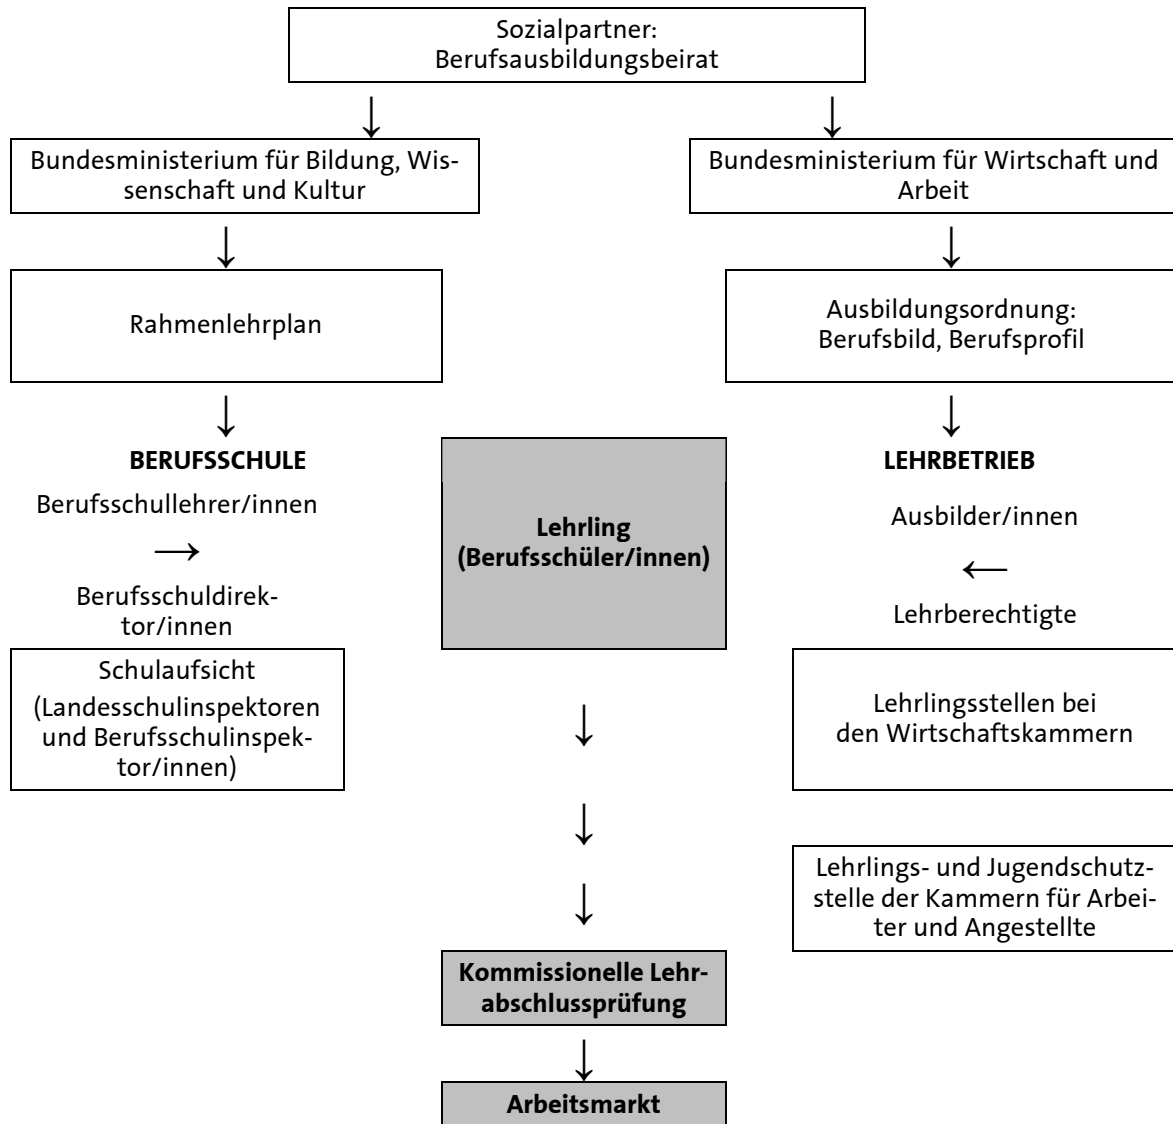 Sozialpartner:
Berufsausbildungsbeirat
Bundesministerium für Bildung, Wis-
senschaft und Kultur
Bundesministerium für Wirtschaft und
Arbeit
Rahmenlehrplan
Ausbildungsordnung:
Berufsbild, Berufsprofil
BERUFSSCHULE
Berufsschullehrer/innen
Berufsschuldirek-
tor/innen
Lehrling
(Berufsschüler/innen)
LEHRBETRIEB
Ausbilder/innen
Lehrberechtigte
Schulaufsicht
(Landesschulinspektoren
und Berufsschulinspek-
tor/innen)
Lehrlingsstellen bei
den Wirtschaftskammern
Lehrlings- und Jugendschutz-
stelle der Kammern für Arbei-
ter und Angestellte
Kommissionelle Lehr-
abschlussprüfung
Arbeitsmarkt